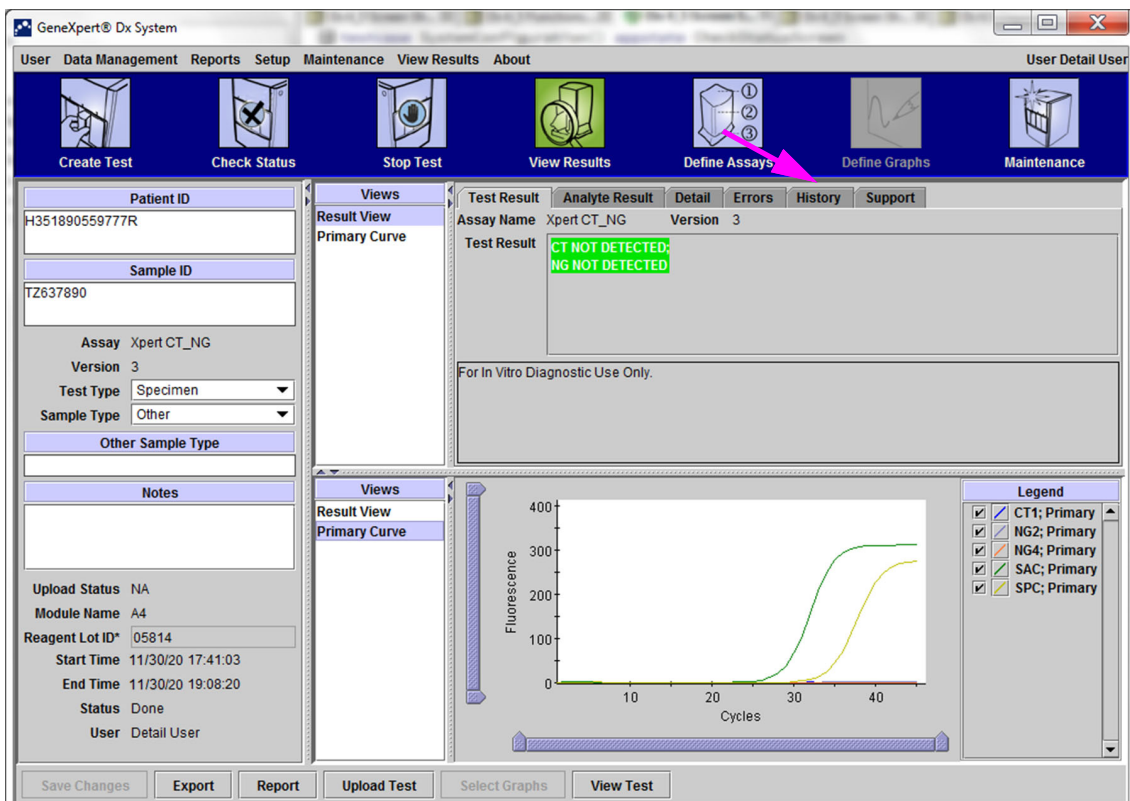 GeneXpert® Dx System
User Data Management Reports Setup Maintenance View Results About User Detail User
Create Test Check Status Stop Test View Results Define Assays Define Graphs Maintenance
①
②
③
Patient ID
H351890559777R
Sample ID
TZ637890
Assay Xpert CT_NG
Version 3
Test Type Specimen
Sample Type Other
Other Sample Type
Notes
Upload Status NA
Module Name A4
Reagent Lot ID* 05814
Start Time 11/30/20 17:41:03
End Time 11/30/20 19:08:20
Status Done
User Detail User
Views
Result View
Primary Curve
Test Result Analyte Result Detail Errors History Support
Assay Name Xpert CT_NG Version 3
Test Result CT NOT DETECTED;
NG NOT DETECTED
For In Vitro Diagnostic Use Only.
Views
Result View
Primary Curve
Fluorescence
400
300
200
100
0
10 20 30 40
Cycles
Legend
CT1; Primary
NG2; Primary
NG4; Primary
SAC; Primary
SPC; Primary
Save Changes Export Report Upload Test Select Graphs View Test